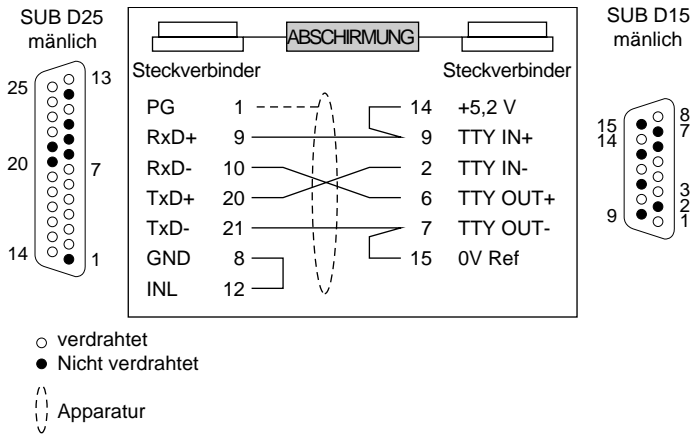 SUB D25
mänlich
25
13
20
7
14
1
ABSCHIRMUNG
Steckverbinder
Steckverbinder
PG 1 14 +5,2 V
RxD+ 9 9 TTY IN+
RxD- 10 2 TTY IN-
TxD+ 20 6 TTY OUT+
TxD- 21 7 TTY OUT-
GND 8 15 0V Ref
INL 12
SUB D15
mänlich
15
8
7
14
3
2
9
1
verdrahtet
Nicht verdrahtet
Apparatur